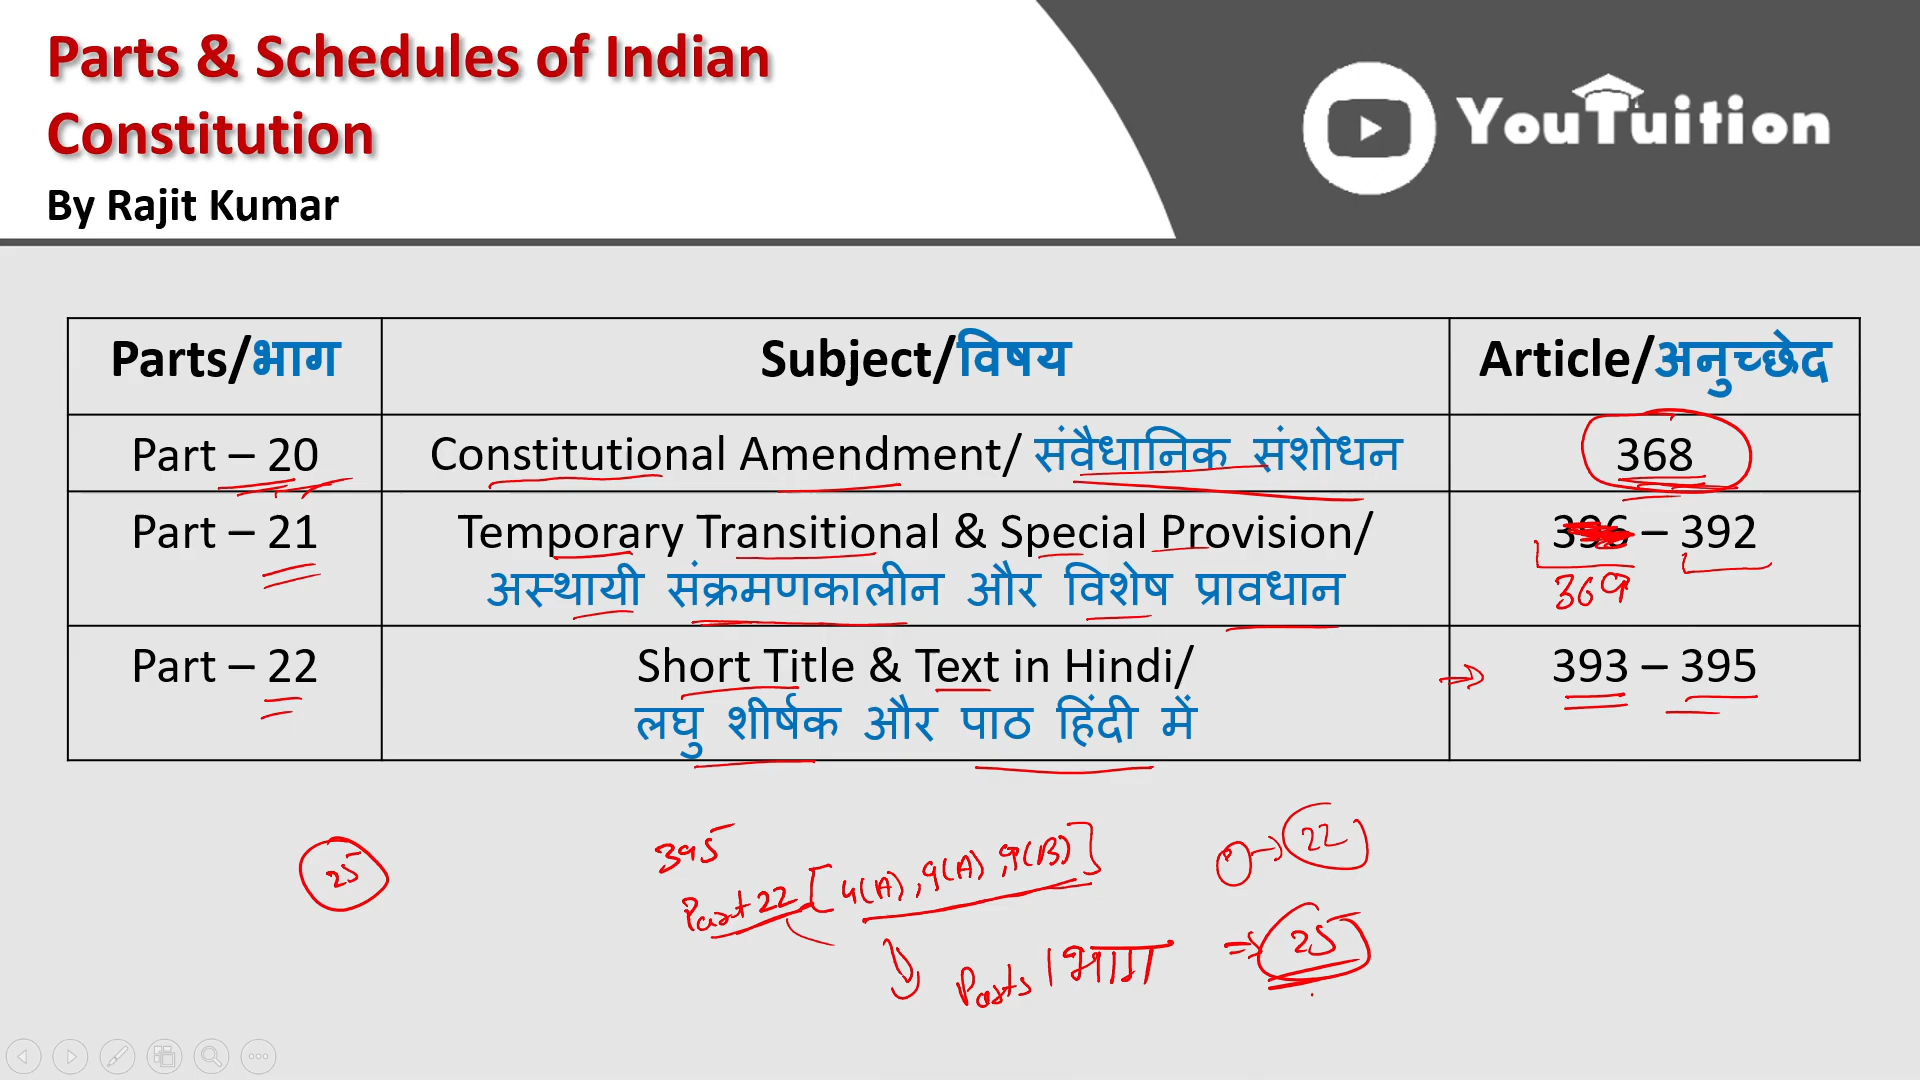 Parts & Schedules of Indian
Constitution
By Rajit Kumar
YouTuition
Parts/भाग
Subject/विषय
Article/अनुच्छेद
Part – 20
Constitutional Amendment/ संवैधानिक संशोधन
368
Part – 21
Temporary Transitional & Special Provision/
अस्थायी संक्रमणकालीन और विशेष प्रावधान
396 – 392
369
Part – 22
Short Title & Text in Hindi/
लघु शीर्षक और पाठ हिंदी में
393 – 395
25
395
Part 22 [4(A), 9(A), 9(B)]
22
Parts | भाग
25